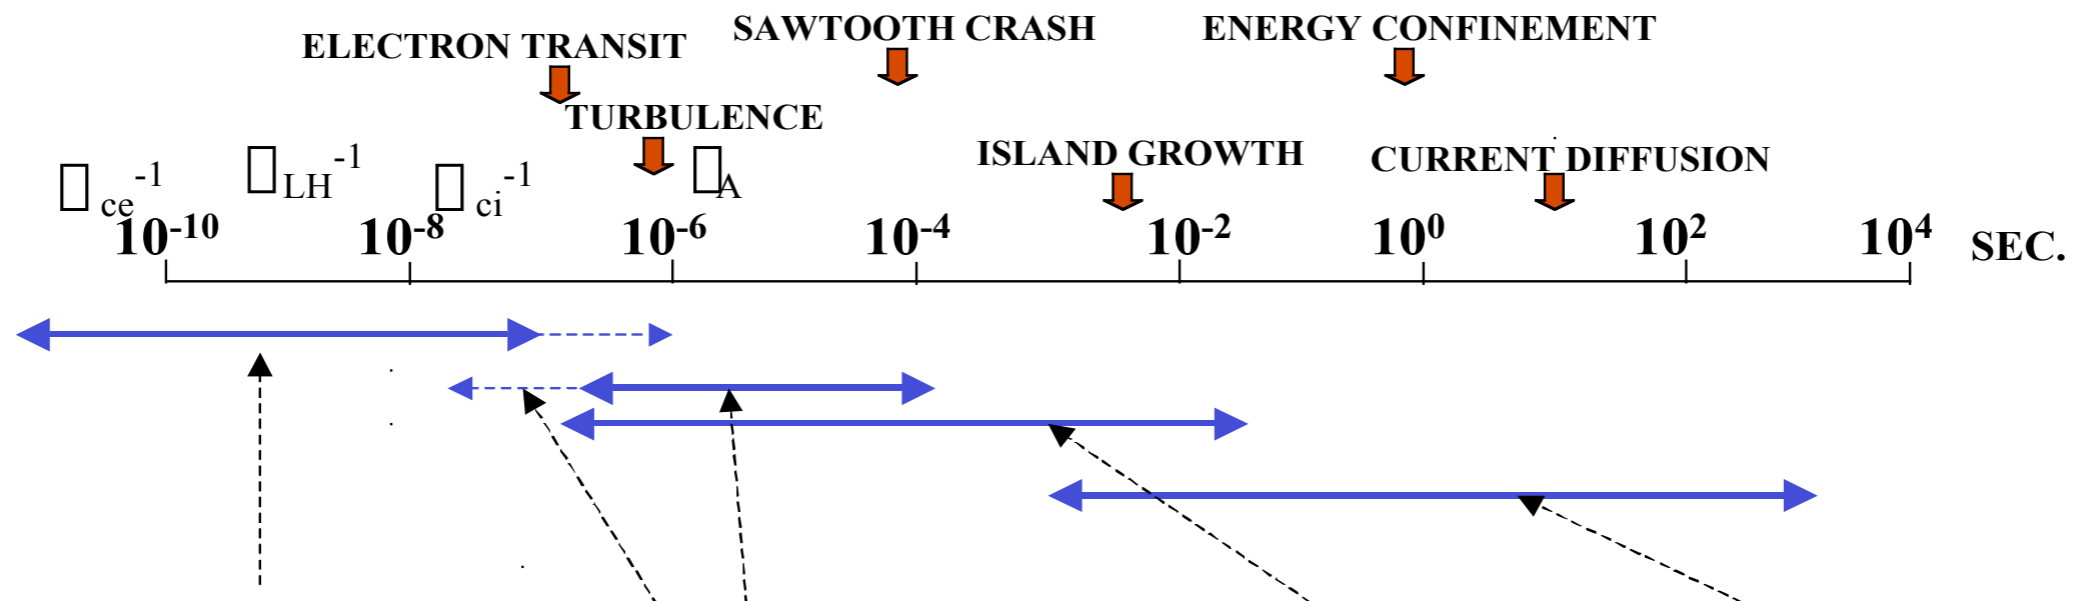 SAWTOOTH CRASH ENERGY CONFINEMENT
ELECTRON TRANSIT
TURBULENCE
ISLAND GROWTH CURRENT DIFFUSION
□ce⁻¹ □LH⁻¹ □ci⁻¹ □A
10⁻¹⁰ 10⁻⁸ 10⁻⁶ 10⁻⁴ 10⁻² 10⁰ 10² 10⁴ SEC.